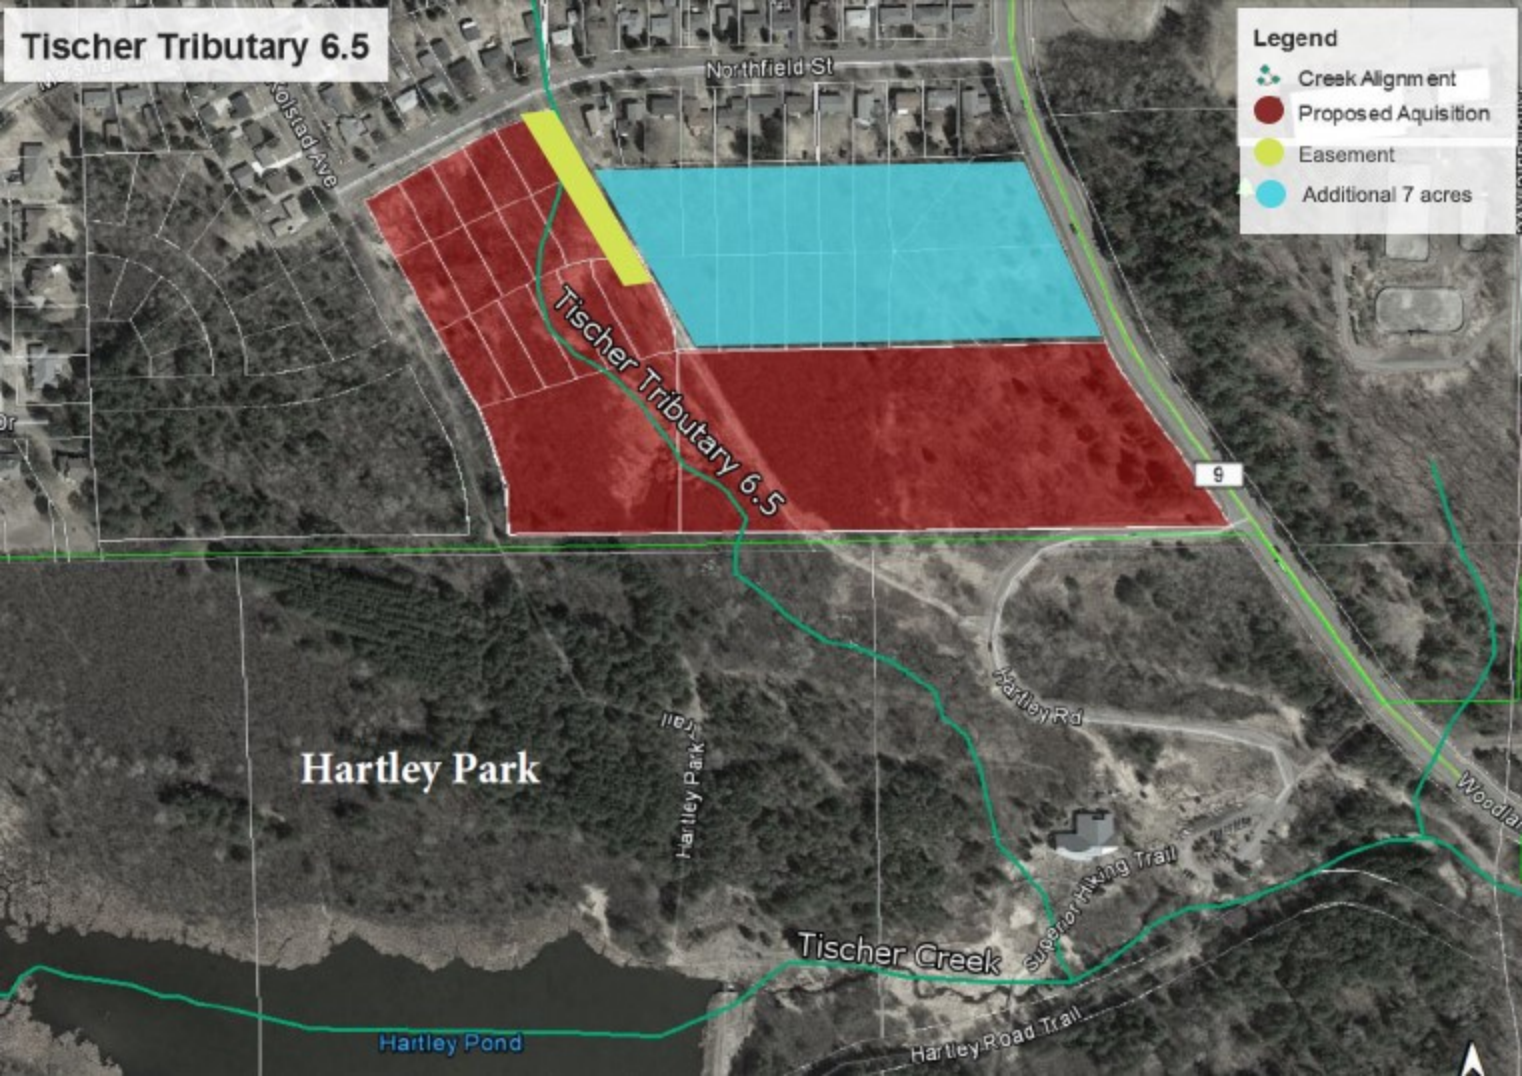 Tischer Tributary 6.5
Legend
Creek Alignment
Proposed Aquisition
Easement
Additional 7 acres
Northfield St
Kolstad Ave
Tischer Tributary 6.5
9
Dr
Hartley Rd
Trail
Hartley Park
Hartley Park
Woodla
Superior Hiking Trail
Tischer Creek
Hartley Road Trail
Hartley Pond